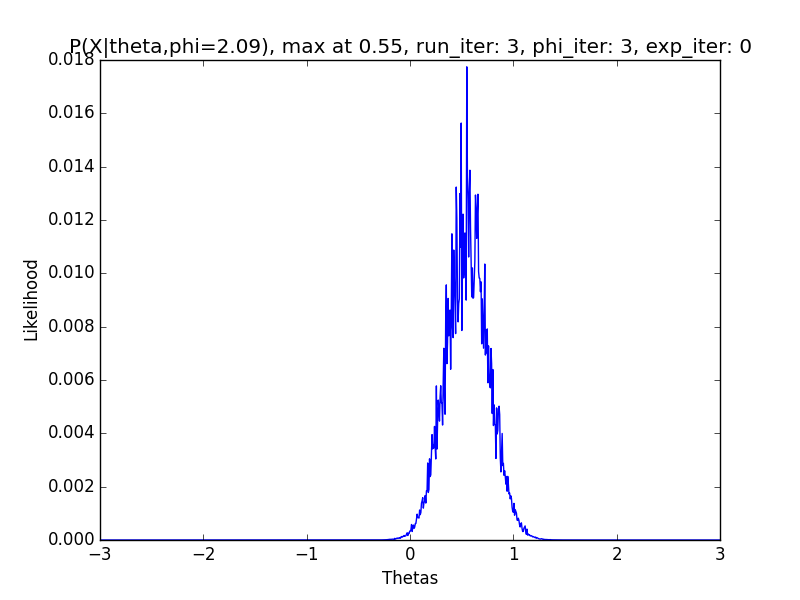 P(X|theta,phi=2.09), max at 0.55, run_iter: 3, phi_iter: 3, exp_iter: 0
0.018
0.016
0.014
0.012
0.010
0.008
0.006
0.004
0.002
0.000
Likelihood
−3 −2 −1 0 1 2 3
Thetas